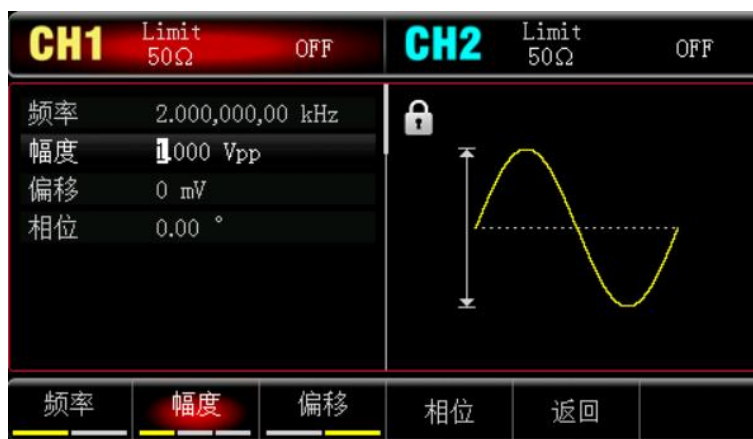 CH1 Limit 50Ω OFF
CH2 Limit 50Ω OFF
频率 2.000,000,00 kHz
幅度 1.000 Vpp
偏移 0 mV
相位 0.00 °
频率 幅度 偏移 相位 返回